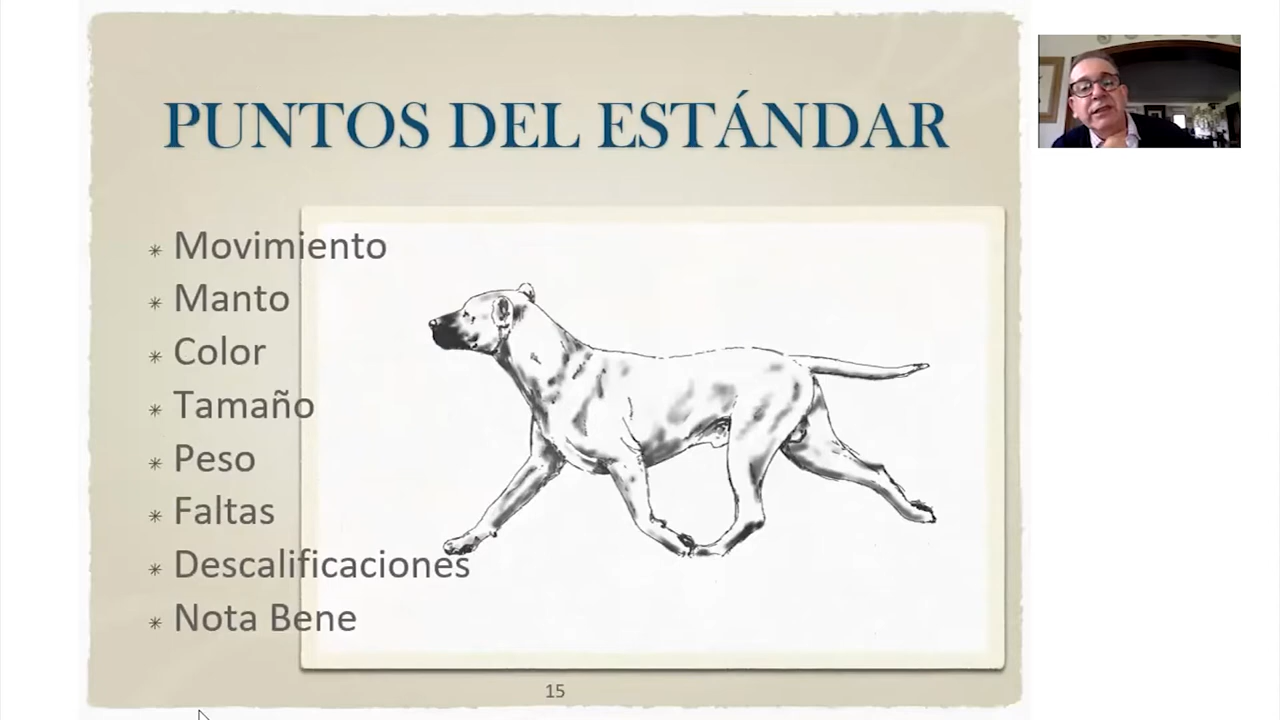 PUNTOS DEL ESTÁNDAR
Movimiento
Manto
Color
Tamaño
Peso
Faltas
Descalificaciones
Nota Bene
15